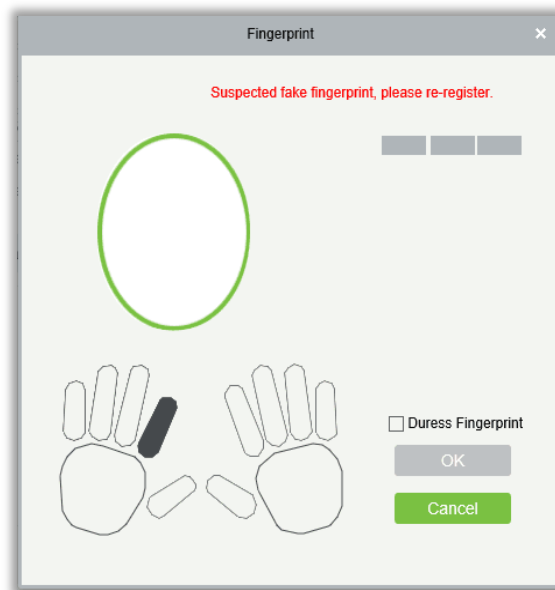 Fingerprint
×
Suspected fake fingerprint, please re-register.
Duress Fingerprint
OK
Cancel